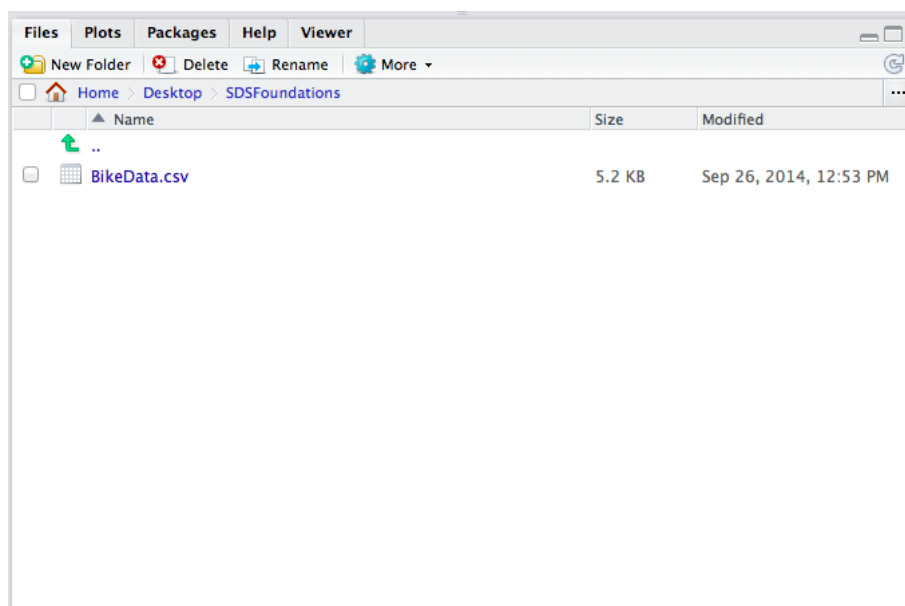 Files Plots Packages Help Viewer
New Folder Delete Rename More
Home > Desktop > SDSFoundations ...
Name Size Modified
..
BikeData.csv 5.2 KB Sep 26, 2014, 12:53 PM